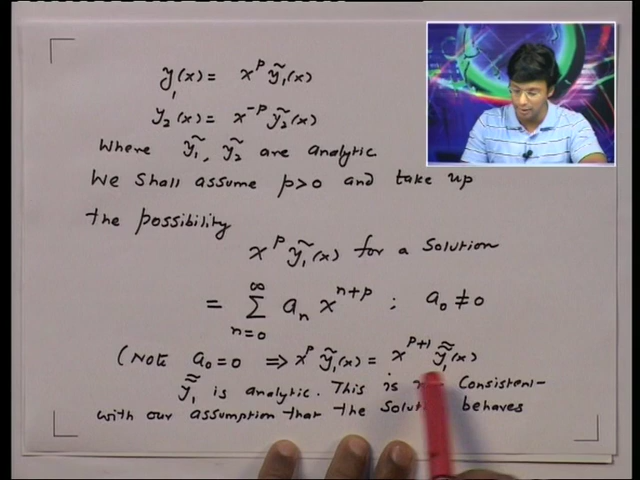 y₁(x) = x^p ỹ₁(x)
y₂(x) = x^-p ỹ₂(x)
Where ỹ₁, ỹ₂ are analytic.
We shall assume p>0 and take up
the possibility
x^p ỹ₁(x) for a solution
= ∑_{n=0}^{∞} a_n x^{n+p} ; a₀ ≠ 0
(Note a₀=0 ⇒ x^p ỹ₁(x) = x^{p+1} ỹ̃₁(x)
ỹ̃₁ is analytic. This is Consistent
with our assumption that the behaves